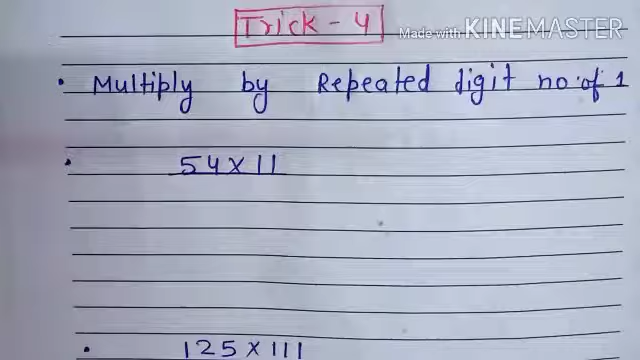 Trick - 4
Made with KINEMASTER
• Multiply by Repeated digit no. of 1
• 54 x 11
• 125 x 111